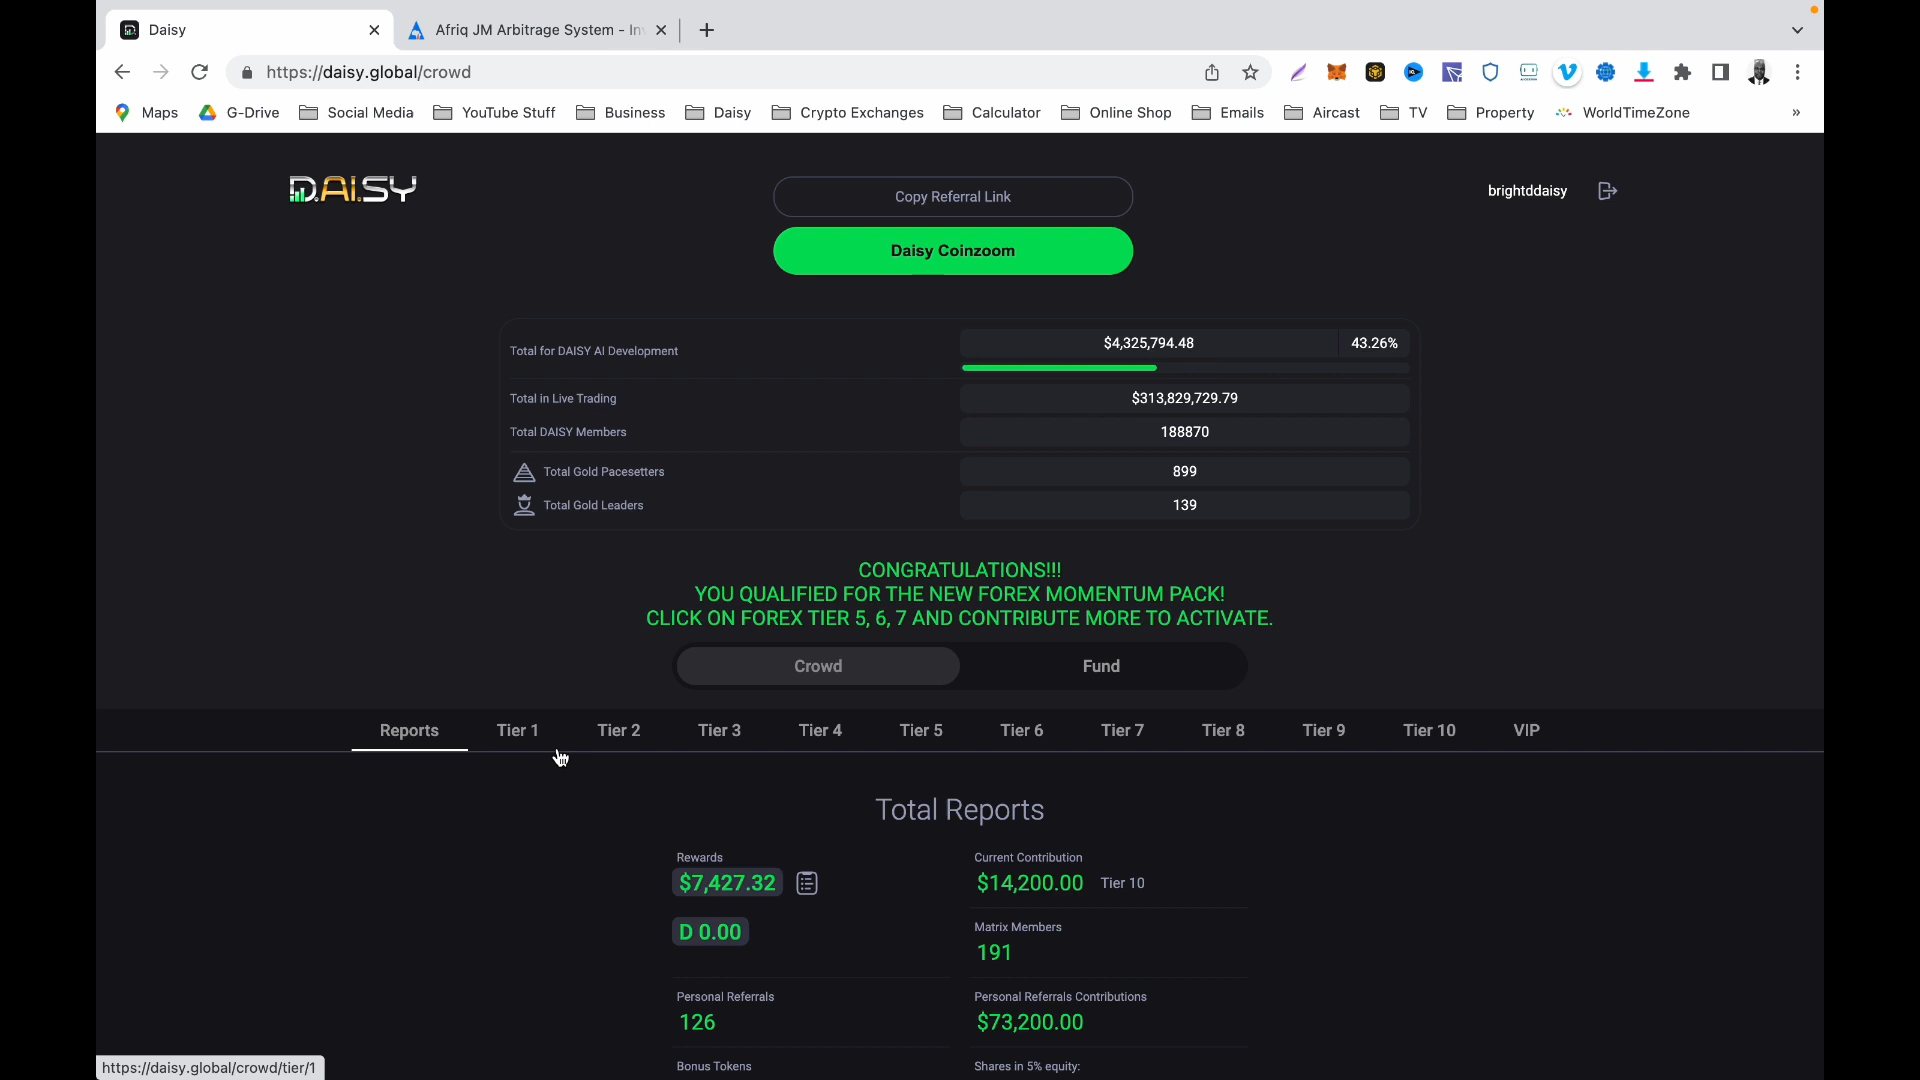 Daisy
Afriq JM Arbitrage System - In
https://daisy.global/crowd
Maps
G-Drive
Social Media
YouTube Stuff
Business
Daisy
Crypto Exchanges
Calculator
Online Shop
Emails
Aircast
TV
Property
WorldTimeZone
»
D.AI.SY
Copy Referral Link
brightddaisy
Daisy Coinzoom
Total for DAISY AI Development
$4,325,794.48
43.26%
Total in Live Trading
$313,829,729.79
Total DAISY Members
188870
Total Gold Pacesetters
899
Total Gold Leaders
139
CONGRATULATIONS!!!
YOU QUALIFIED FOR THE NEW FOREX MOMENTUM PACK!
CLICK ON FOREX TIER 5, 6, 7 AND CONTRIBUTE MORE TO ACTIVATE.
Crowd
Fund
Reports
Tier 1
Tier 2
Tier 3
Tier 4
Tier 5
Tier 6
Tier 7
Tier 8
Tier 9
Tier 10
VIP
Total Reports
Rewards
$7,427.32
D 0.00
Current Contribution
$14,200.00 Tier 10
Matrix Members
191
Personal Referrals
126
Personal Referrals Contributions
$73,200.00
Bonus Tokens
Shares in 5% equity:
https://daisy.global/crowd/tier/1